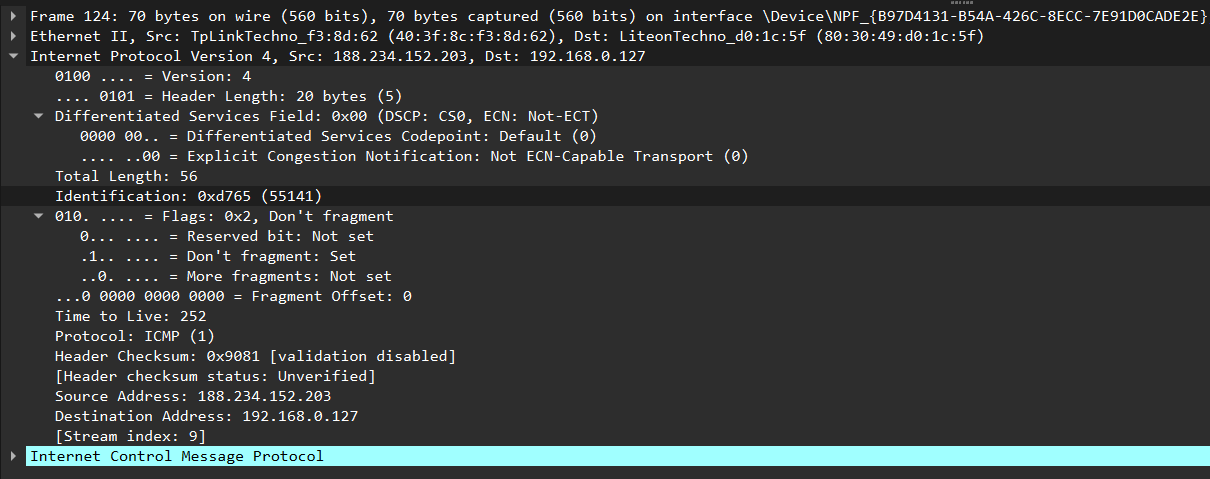 Frame 124: 70 bytes on wire (560 bits), 70 bytes captured (560 bits) on interface \Device\NPF_{B97D4131-B54A-426C-8ECC-7E91D0CADE2E}
Ethernet II, Src: TpLinkTechno_f3:8d:62 (40:3f:8c:f3:8d:62), Dst: LiteonTechno_d0:1c:5f (80:30:49:d0:1c:5f)
Internet Protocol Version 4, Src: 188.234.152.203, Dst: 192.168.0.127
0100 .... = Version: 4
.... 0101 = Header Length: 20 bytes (5)
Differentiated Services Field: 0x00 (DSCP: CS0, ECN: Not-ECT)
0000 00.. = Differentiated Services Codepoint: Default (0)
.... ..00 = Explicit Congestion Notification: Not ECN-Capable Transport (0)
Total Length: 56
Identification: 0xd765 (55141)
010. .... = Flags: 0x2, Don't fragment
0... .... = Reserved bit: Not set
.1.. .... = Don't fragment: Set
..0. .... = More fragments: Not set
...0 0000 0000 0000 = Fragment Offset: 0
Time to Live: 252
Protocol: ICMP (1)
Header Checksum: 0x9081 [validation disabled]
[Header checksum status: Unverified]
Source Address: 188.234.152.203
Destination Address: 192.168.0.127
[Stream index: 9]
Internet Control Message Protocol